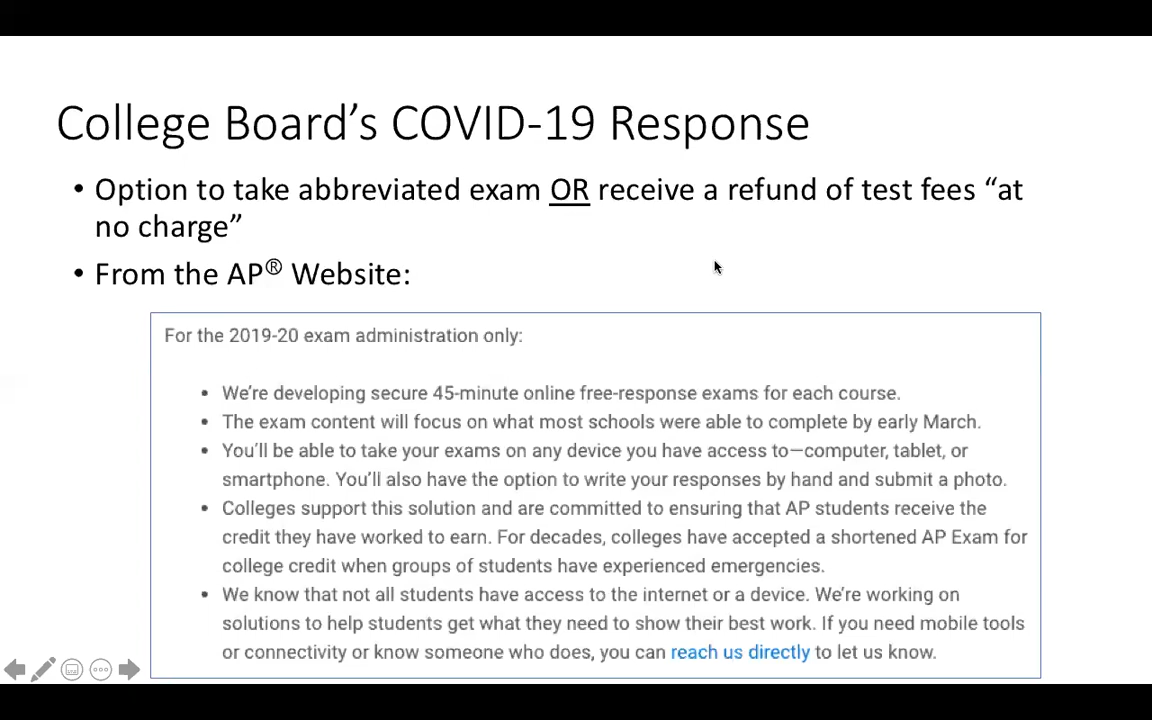 College Board’s COVID-19 Response
• Option to take abbreviated exam OR receive a refund of test fees “at
no charge”
• From the AP® Website:
For the 2019-20 exam administration only:
• We’re developing secure 45-minute online free-response exams for each course.
• The exam content will focus on what most schools were able to complete by early March.
• You’ll be able to take your exams on any device you have access to—computer, tablet, or
smartphone. You’ll also have the option to write your responses by hand and submit a photo.
• Colleges support this solution and are committed to ensuring that AP students receive the
credit they have worked to earn. For decades, colleges have accepted a shortened AP Exam for
college credit when groups of students have experienced emergencies.
• We know that not all students have access to the internet or a device. We’re working on
solutions to help students get what they need to show their best work. If you need mobile tools
or connectivity or know someone who does, you can reach us directly to let us know.